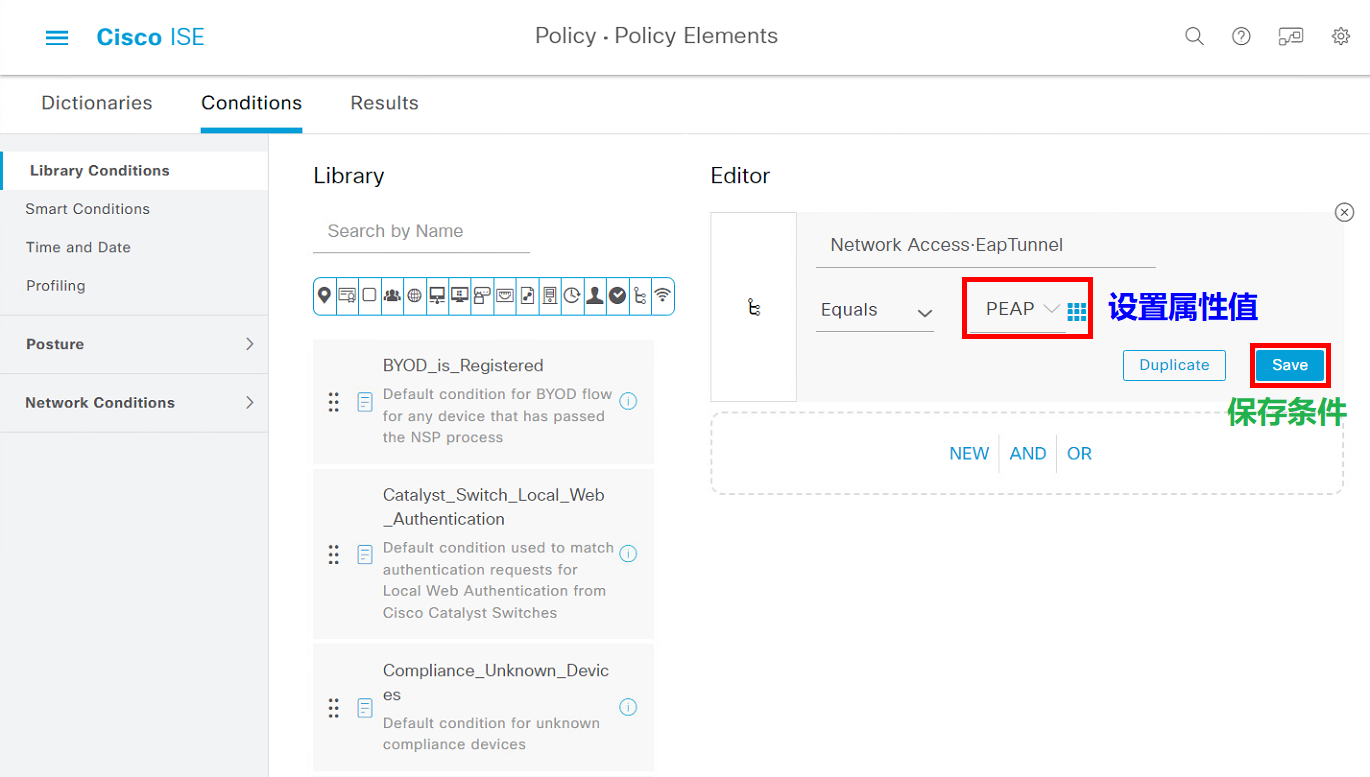 Cisco ISE
Policy · Policy Elements
Dictionaries
Conditions
Results
Library Conditions
Smart Conditions
Time and Date
Profiling
Posture
Network Conditions
Library
Search by Name
BYOD_is_Registered
Default condition for BYOD flow
for any device that has passed
the NSP process
Catalyst_Switch_Local_Web
_Authentication
Default condition used to match
authentication requests for
Local Web Authentication from
Cisco Catalyst Switches
Compliance_Unknown_Devic
es
Default condition for unknown
compliance devices
Editor
Network Access·EapTunnel
Equals
PEAP
设置属性值
Duplicate
Save
保存条件
NEW
AND
OR